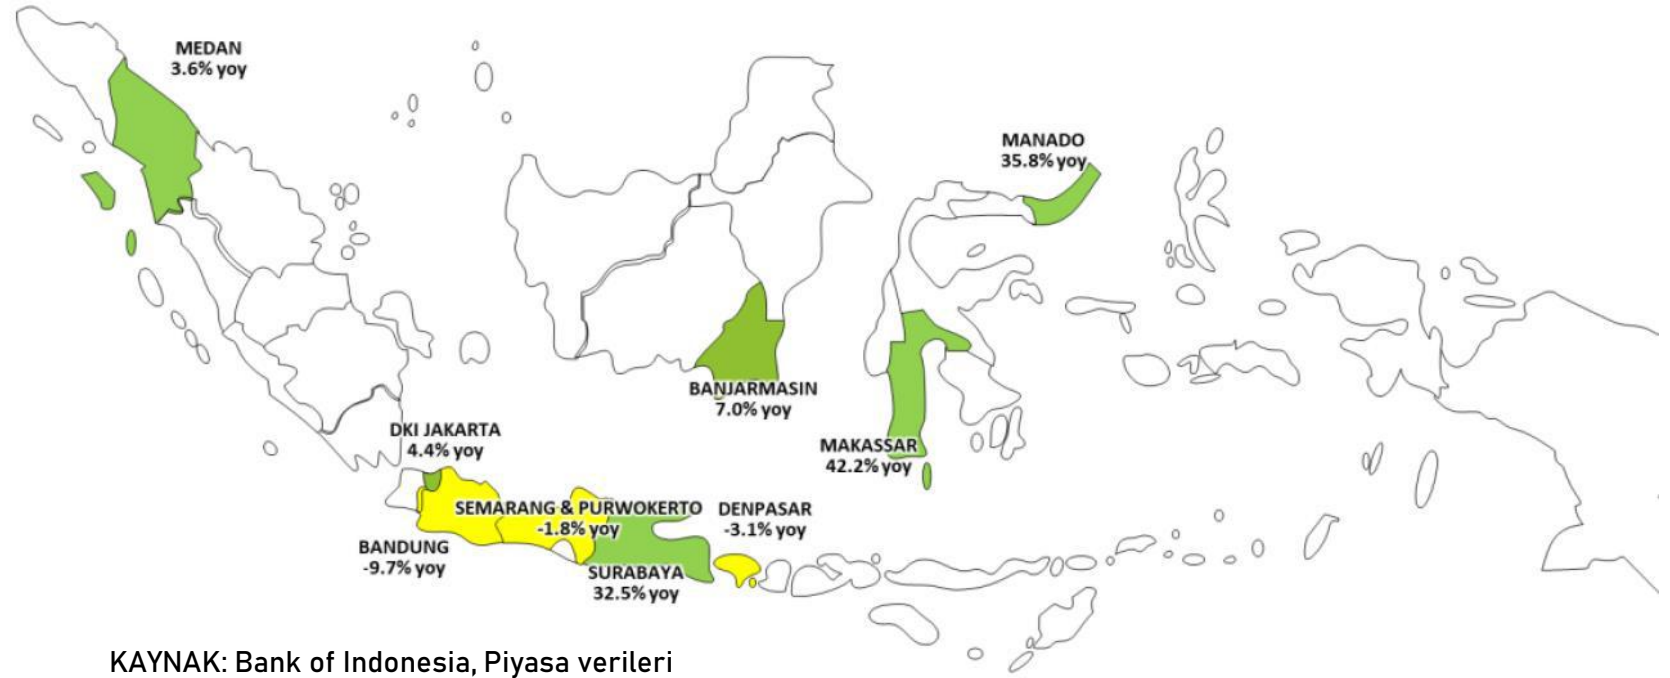 MEDAN
3.6% yoy
MANADO
35.8% yoy
BANJARMASIN
7.0% yoy
DKI JAKARTA
4.4% yoy
MAKASSAR
42.2% yoy
SEMARANG & PURWOKERTO
-1.8% yoy
DENPASAR
-3.1% yoy
BANDUNG
-9.7% yoy
SURABAYA
32.5% yoy
KAYNAK: Bank of Indonesia, Piyasa verileri